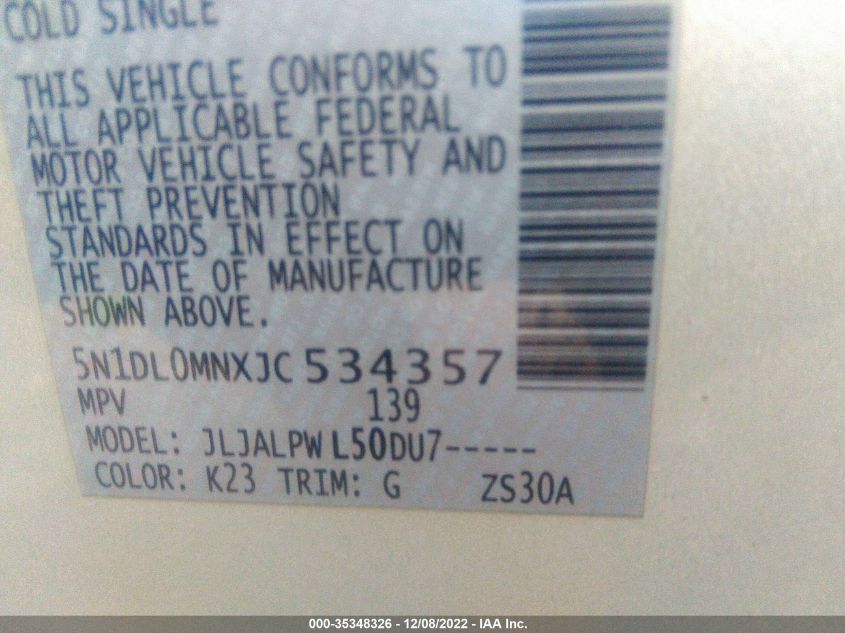 COLD SINGLE
THIS VEHICLE CONFORMS TO
ALL APPLICABLE FEDERAL
MOTOR VEHICLE SAFETY AND
THEFT PREVENTION
STANDARDS IN EFFECT ON
THE DATE OF MANUFACTURE
SHOWN ABOVE.
5N1DL0MNXJC534357
MPV 139
MODEL: JLJALPW L50DU7-----
COLOR: K23 TRIM: G ZS30A
000-35348326 - 12/08/2022 - IAA Inc.